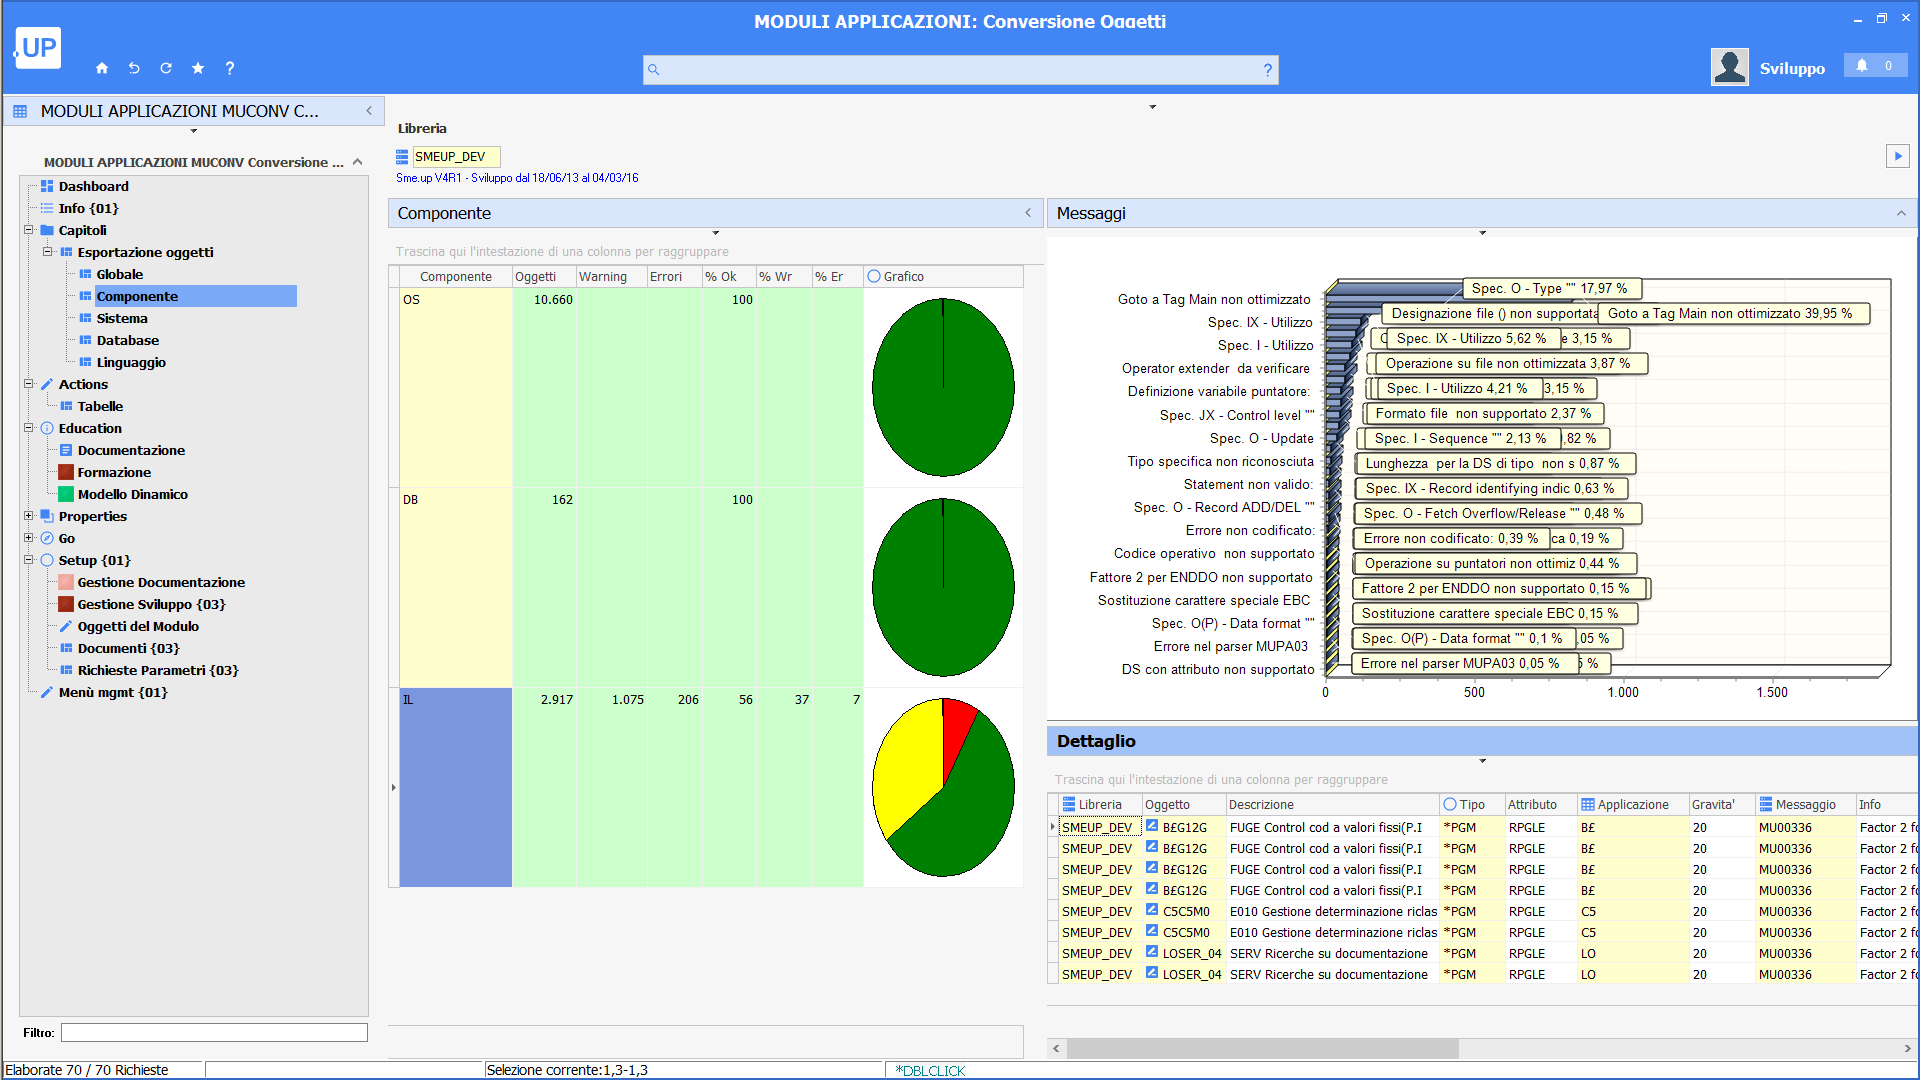 MODULI APPLICAZIONI: Conversione Oggetti
.UP
?
?
Sviluppo
0
MODULI APPLICAZIONI MUCONV C...
MODULI APPLICAZIONI MUCONV Conversione ...
Dashboard
Info {01}
Capitoli
Esportazione oggetti
Globale
Componente
Sistema
Database
Linguaggio
Actions
Tabelle
Education
Documentazione
Formazione
Modello Dinamico
Properties
Go
Setup {01}
Gestione Documentazione
Gestione Sviluppo {03}
Oggetti del Modulo
Documenti {03}
Richieste Parametri {03}
Menù mgmt {01}
Filtro:
Libreria
SMEUP_DEV
Sme.up V4R1 - Sviluppo dal 18/06/13 al 04/03/16
Componente
Trascina qui l'intestazione di una colonna per raggruppare
Componente Oggetti Warning Errori % Ok % Wr % Er Grafico
OS 10.660 100
DB 162 100
IL 2.917 1.075 206 56 37 7
Messaggi
Goto a Tag Main non ottimizzato
Spec. IX - Utilizzo
Spec. I - Utilizzo
Operator extender da verificare
Definizione variabile puntatore:
Spec. JX - Control level ""
Spec. O - Update
Tipo specifica non riconosciuta
Statement non valido:
Spec. O - Record ADD/DEL ""
Errore non codificato:
Codice operativo non supportato
Fattore 2 per ENDDO non supportato
Sostituzione carattere speciale EBC
Spec. O(P) - Data format ""
Errore nel parser MUPA03
DS con attributo non supportato
Spec. O - Type "" 17,97 %
Designazione file () non supportata Goto a Tag Main non ottimizzato 39,95 %
Spec. IX - Utilizzo 5,62 % e 3,15 %
Operazione su file non ottimizzata 3,87 %
Spec. I - Utilizzo 4,21 % 3,15 %
Formato file non supportato 2,37 %
Spec. I - Sequence "" 2,13 % ,82 %
Lunghezza per la DS di tipo non s 0,87 %
Spec. IX - Record identifying indic 0,63 %
Spec. O - Fetch Overflow/Release "" 0,48 %
Errore non codificato: 0,39 % ca 0,19 %
Operazione su puntatori non ottimiz 0,44 %
Fattore 2 per ENDDO non supportato 0,15 %
Sostituzione carattere speciale EBC 0,15 %
Spec. O(P) - Data format "" 0,1 % ,05 %
Errore nel parser MUPA03 0,05 % 5 %
0 500 1.000 1.500
Dettaglio
Trascina qui l'intestazione di una colonna per raggruppare
Libreria Oggetto Descrizione Tipo Attributo Applicazione Gravita' Messaggio Info
SMEUP_DEV B£G12G FUGE Control cod a valori fissi(P.I *PGM RPGLE B£ 20 MU00336 Factor 2 fo
SMEUP_DEV B£G12G FUGE Control cod a valori fissi(P.I *PGM RPGLE B£ 20 MU00336 Factor 2 fo
SMEUP_DEV B£G12G FUGE Control cod a valori fissi(P.I *PGM RPGLE B£ 20 MU00336 Factor 2 fo
SMEUP_DEV B£G12G FUGE Control cod a valori fissi(P.I *PGM RPGLE B£ 20 MU00336 Factor 2 fo
SMEUP_DEV C5C5M0 E010 Gestione determinazione riclas *PGM RPGLE C5 20 MU00336 Factor 2 fo
SMEUP_DEV C5C5M0 E010 Gestione determinazione riclas *PGM RPGLE C5 20 MU00336 Factor 2 fo
SMEUP_DEV LOSER_04 SERV Ricerche su documentazione *PGM RPGLE LO 20 MU00336 Factor 2 fo
SMEUP_DEV LOSER_04 SERV Ricerche su documentazione *PGM RPGLE LO 20 MU00336 Factor 2 fo
Elaborate 70 / 70 Richieste
Selezione corrente:1,3-1,3
*DBLCLICK